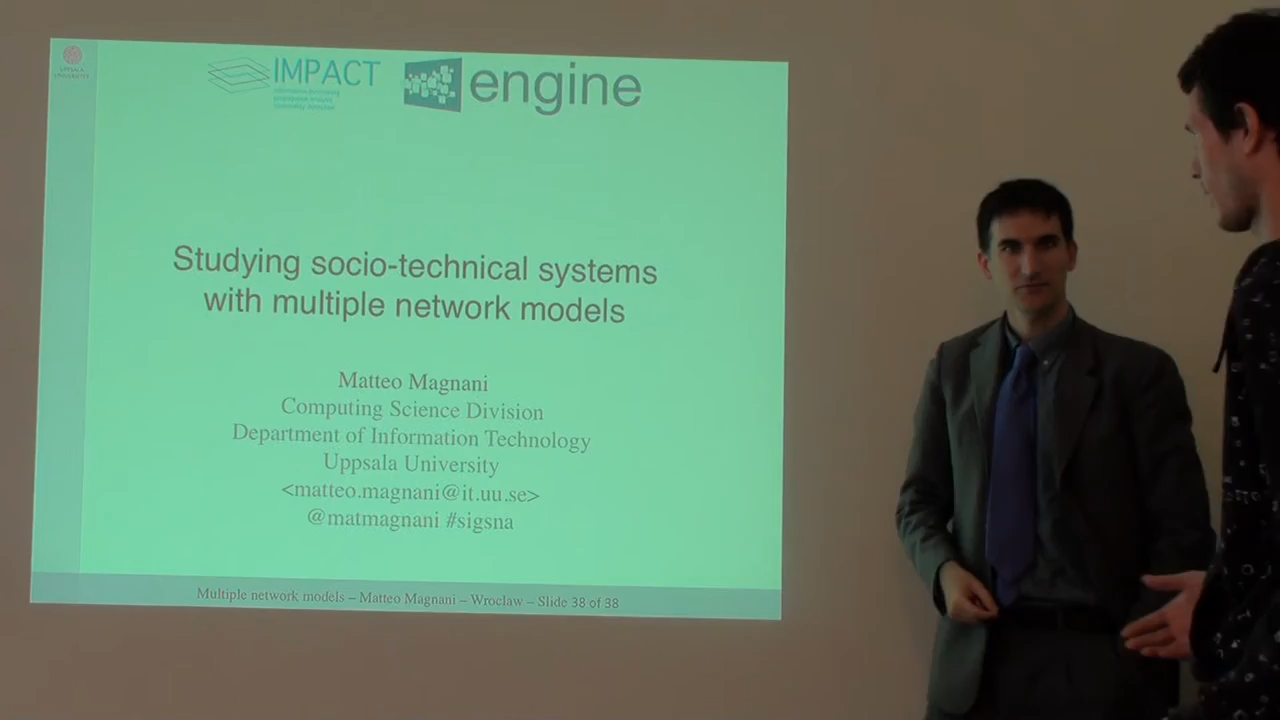 UPPSALA
UNIVERSITET
IMPACT
engine
Studying socio-technical systems
with multiple network models
Matteo Magnani
Computing Science Division
Department of Information Technology
Uppsala University
<matteo.magnani@it.uu.se>
@matmagnani #sigsna
Multiple network models – Matteo Magnani – Wroclaw – Slide 38 of 38